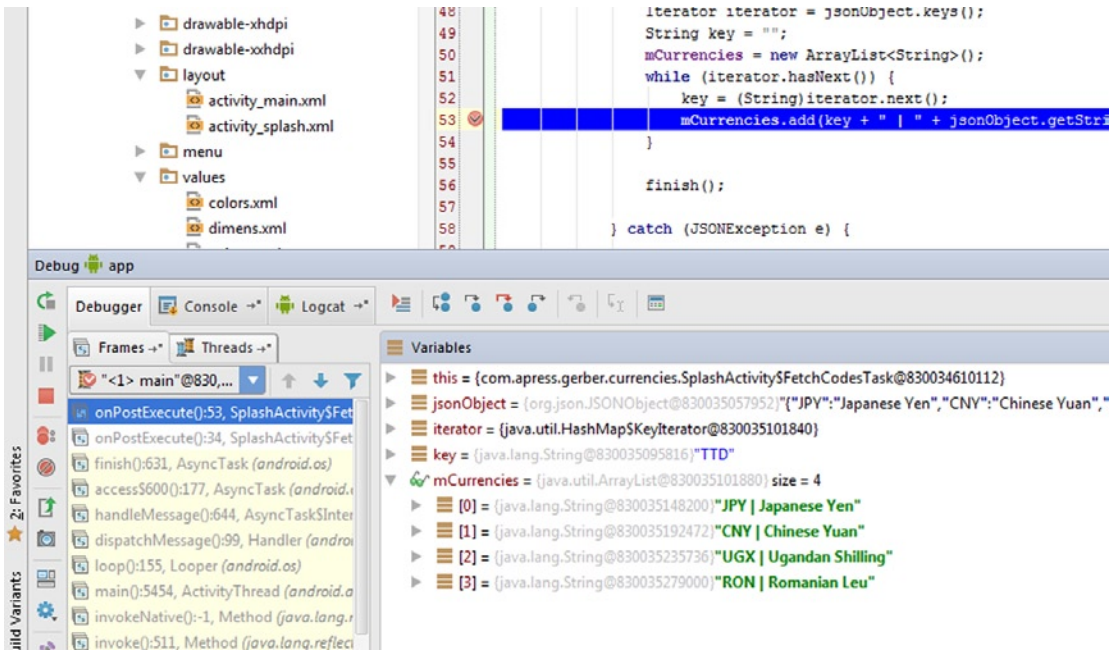 drawable-xhdpi
drawable-xxhdpi
layout
activity_main.xml
activity_splash.xml
menu
values
colors.xml
dimens.xml
48 Iterator iterator = jsonObject.keys();
49 String key = "";
50 mCurrencies = new ArrayList<String>();
51 while (iterator.hasNext()) {
52 key = (String)iterator.next();
53 mCurrencies.add(key + " | " + jsonObject.getStri
54 }
55
56 finish();
57
58 } catch (JSONException e) {
Debug app
Debugger Console Logcat
Frames Threads
"<1> main"@830,...
onPostExecute():53, SplashActivity$Fet
onPostExecute():34, SplashActivity$Fet
finish():631, AsyncTask (android.os)
access$600():177, AsyncTask (android.
handleMessage():644, AsyncTask$Inter
dispatchMessage():99, Handler (andro
loop():155, Looper (android.os)
main():5454, ActivityThread (android.a
invokeNative():-1, Method (java.lang.r
invoke():511, Method (java.lang.reflect
Variables
this = {com.apress.gerber.currencies.SplashActivity$FetchCodesTask@830034610112}
jsonObject = {org.json.JSONObject@830035057952}"{"JPY":"Japanese Yen","CNY":"Chinese Yuan","
iterator = {java.util.HashMap$KeyIterator@830035101840}
key = {java.lang.String@830035095816}"TTD"
mCurrencies = {java.util.ArrayList@830035101880} size = 4
[0] = {java.lang.String@830035148200}"JPY | Japanese Yen"
[1] = {java.lang.String@830035192472}"CNY | Chinese Yuan"
[2] = {java.lang.String@830035235736}"UGX | Ugandan Shilling"
[3] = {java.lang.String@830035279000}"RON | Romanian Leu"
2: Favorites
uild Variants